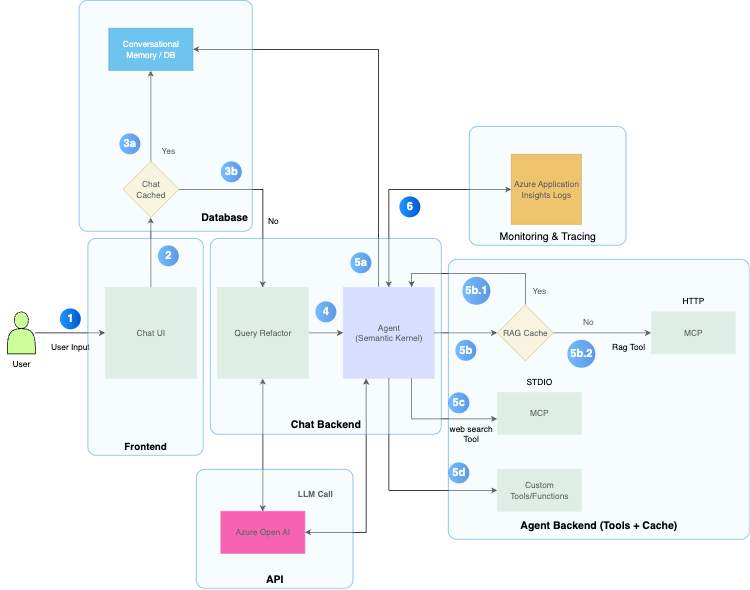 Conversational
Memory / DB
3a
Yes
3b
Chat
Cached
Database
No
2
6
Azure Application
Insights Logs
Monitoring & Tracing
5a
1
User Input
User
Chat UI
Frontend
Query Refactor
4
Agent
(Semantic Kernel)
Chat Backend
5b.1
Yes
5b
RAG Cache
No
5b.2
Rag Tool
HTTP
MCP
STDIO
5c
web search
Tool
MCP
5d
Custom
Tools/Functions
Agent Backend (Tools + Cache)
LLM Call
Azure Open AI
API